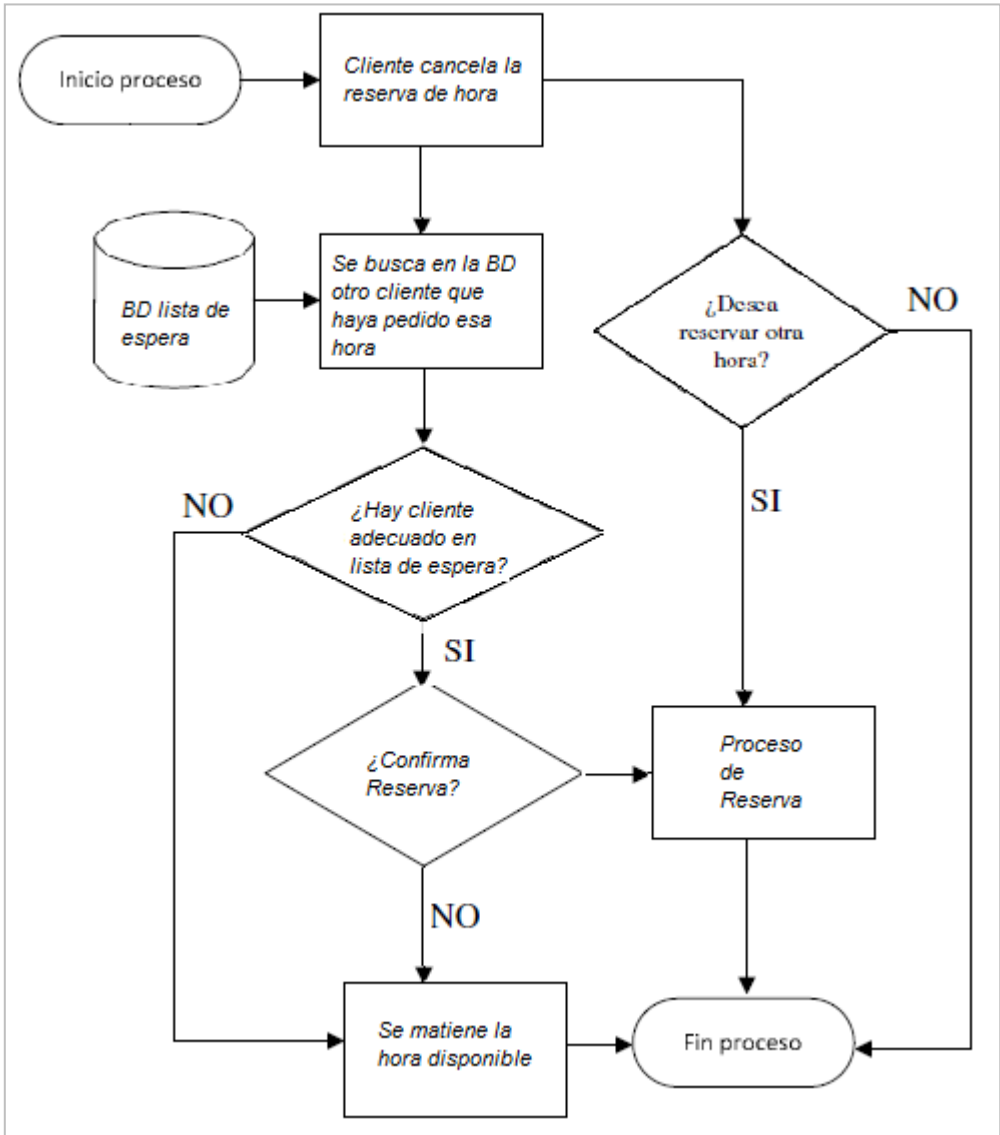 Inicio proceso
Cliente cancela la
reserva de hora
BD lista de
espera
Se busca en la BD
otro cliente que
haya pedido esa
hora
¿Desea
reservar otra
hora?
NO
NO
¿Hay cliente
adecuado en
lista de espera?
SI
SI
¿Confirma
Reserva?
Proceso
de
Reserva
NO
Se matiene la
hora disponible
Fin proceso